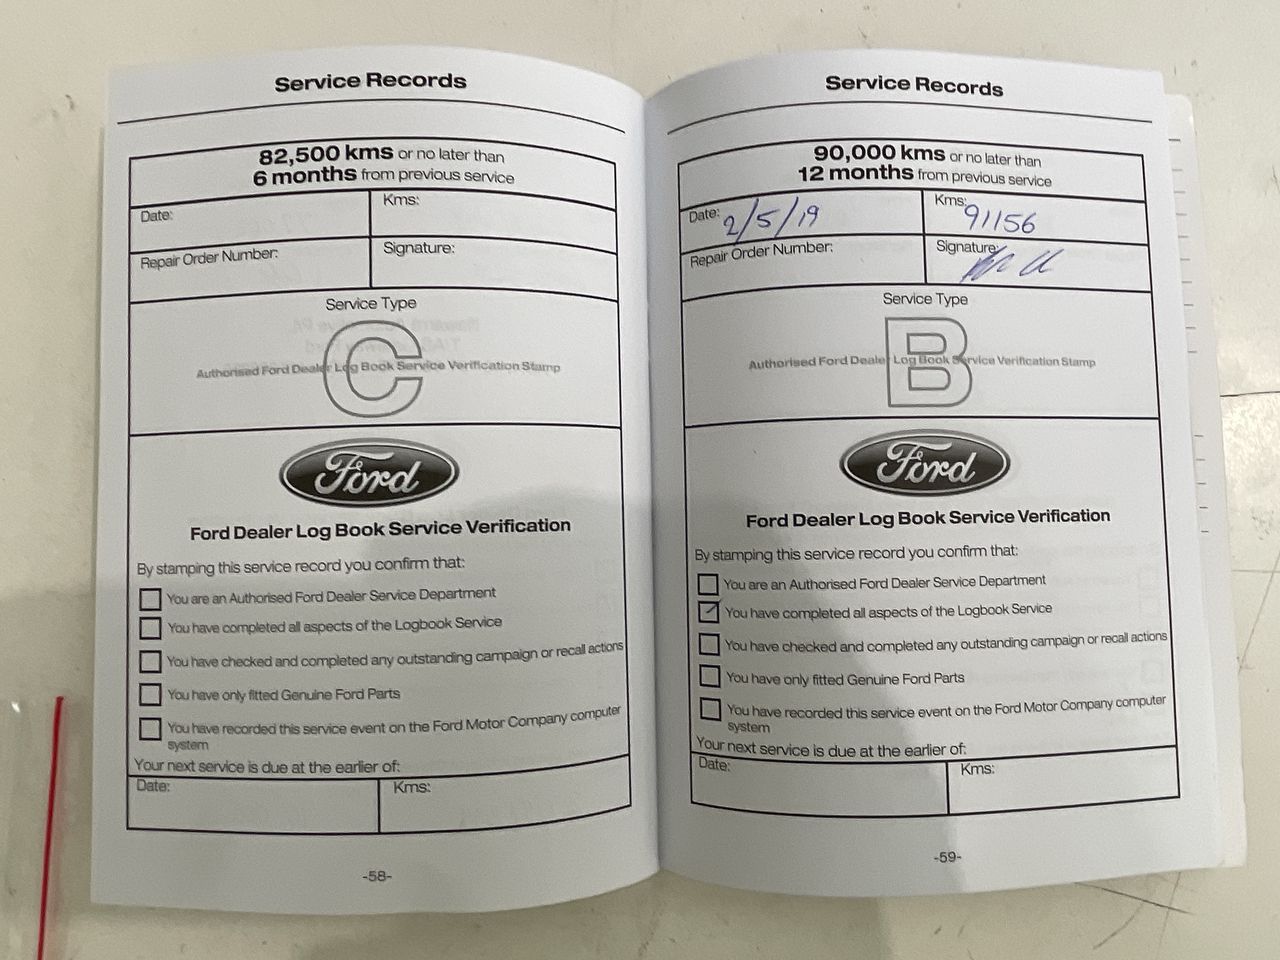 Service Records
82,500 kms or no later than
6 months from previous service
Date:
Kms:
Repair Order Number:
Signature:
Service Type
C
Authorised Ford Dealer Log Book Service Verification Stamp
Ford
Ford Dealer Log Book Service Verification
By stamping this service record you confirm that:
You are an Authorised Ford Dealer Service Department
You have completed all aspects of the Logbook Service
You have checked and completed any outstanding campaign or recall actions
You have only fitted Genuine Ford Parts
You have recorded this service event on the Ford Motor Company computer
system
Your next service is due at the earlier of:
Date:
Kms:
-58-
Service Records
90,000 kms or no later than
12 months from previous service
Date: 2/5/19
Kms: 91156
Repair Order Number:
Signature:
Service Type
B
Authorised Ford Dealer Log Book Service Verification Stamp
Ford
Ford Dealer Log Book Service Verification
By stamping this service record you confirm that:
You are an Authorised Ford Dealer Service Department
You have completed all aspects of the Logbook Service
You have checked and completed any outstanding campaign or recall actions
You have only fitted Genuine Ford Parts
You have recorded this service event on the Ford Motor Company computer
system
Your next service is due at the earlier of:
Date:
Kms:
-59-